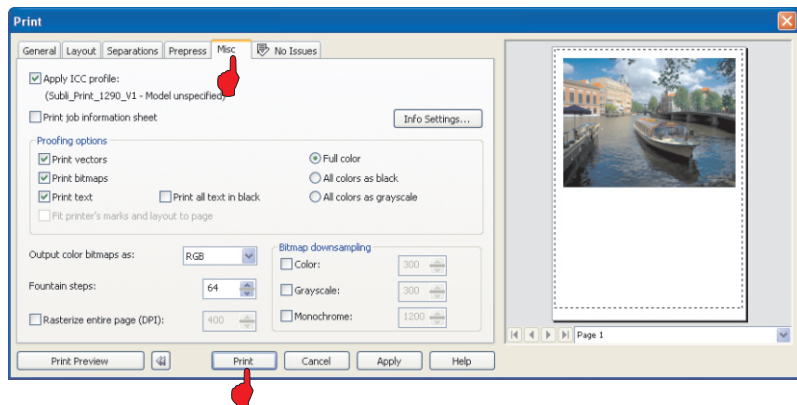 Print
General Layout Separations Prepress Misc No Issues
Apply ICC profile:
(Subli_Print_1290_V1 - Model unspecified)
Print job information sheet
Info Settings...
Proofing options
Print vectors
Full color
Print bitmaps
All colors as black
Print text
Print all text in black
All colors as grayscale
Fit printer's marks and layout to page
Output color bitmaps as: RGB
Bitmap downsampling
Color: 300
Fountain steps: 64
Grayscale: 300
Rasterize entire page (DPI): 400
Monochrome: 1200
Page 1
Print Preview Print Cancel Apply Help